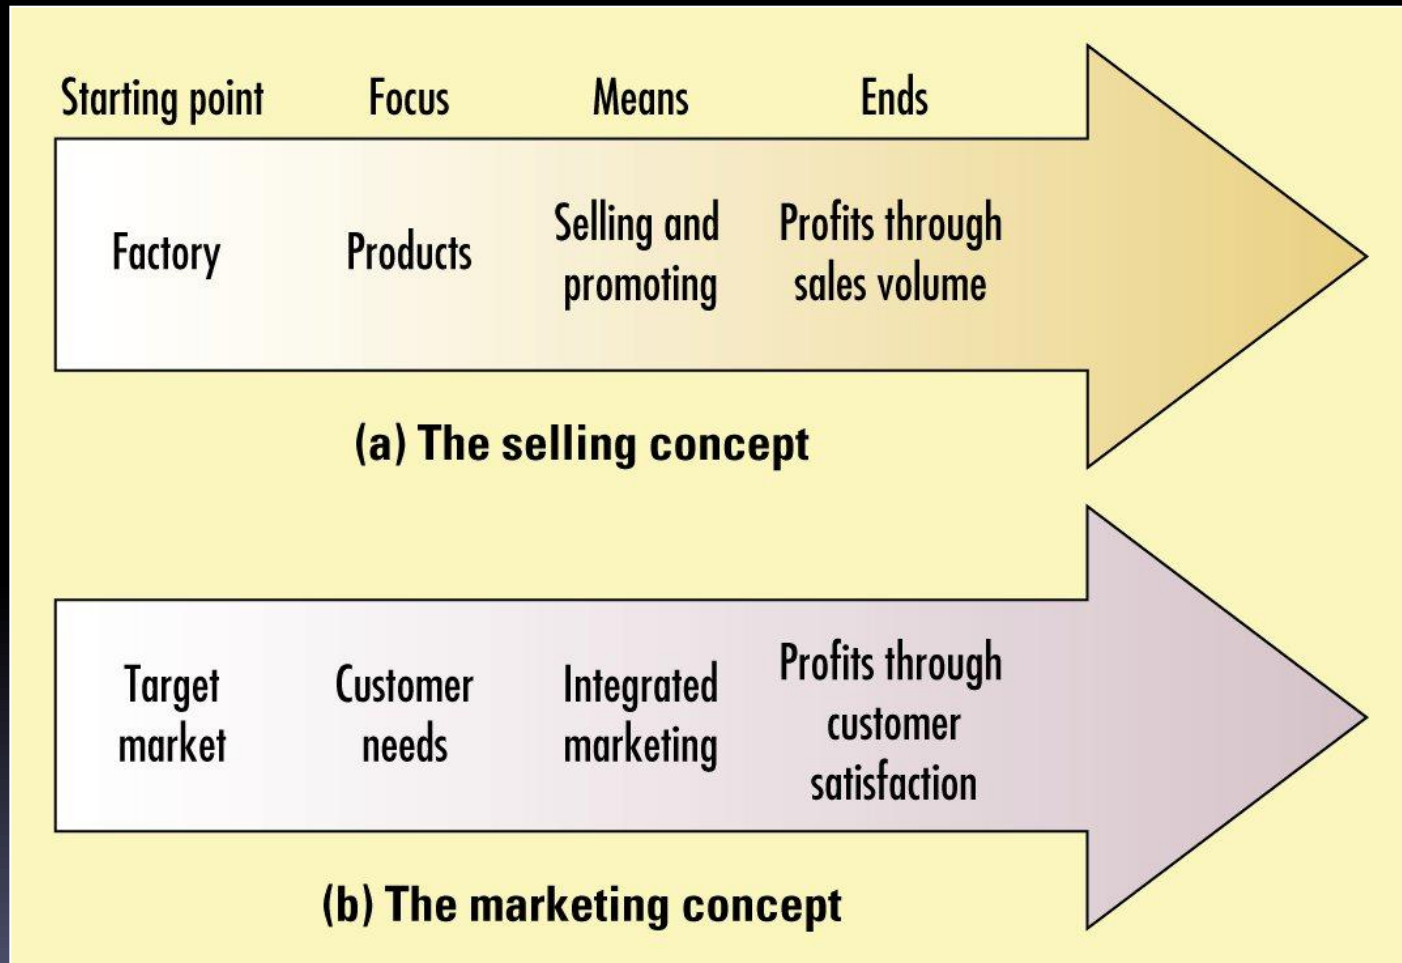 Starting point Focus Means Ends
Factory Products Selling and promoting Profits through sales volume
(a) The selling concept
Target market Customer needs Integrated marketing Profits through customer satisfaction
(b) The marketing concept